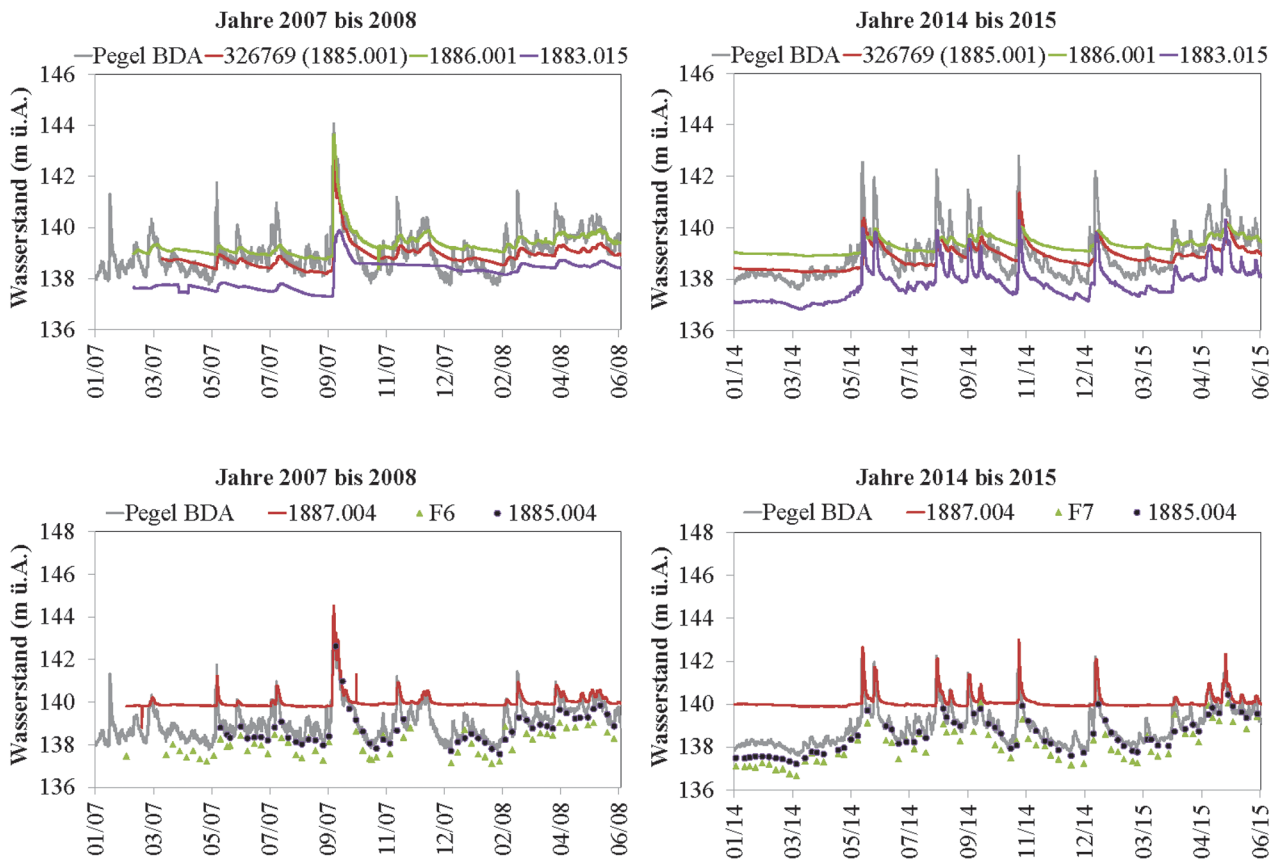 Jahre 2007 bis 2008
Pegel BDA 326769 (1885.001) 1886.001 1883.015
Wasserstand (m ü.A.)
146
144
142
140
138
136
01/07 03/07 05/07 07/07 09/07 11/07 12/07 02/08 04/08 06/08
Jahre 2014 bis 2015
Pegel BDA 326769 (1885.001) 1886.001 1883.015
Wasserstand (m ü.A.)
146
144
142
140
138
136
01/14 03/14 05/14 07/14 09/14 11/14 12/14 03/15 04/15 06/15
Jahre 2007 bis 2008
Pegel BDA 1887.004 F6 1885.004
Wasserstand (m ü.A.)
148
146
144
142
140
138
136
01/07 03/07 05/07 07/07 09/07 11/07 12/07 02/08 04/08 06/08
Jahre 2014 bis 2015
Pegel BDA 1887.004 F7 1885.004
Wasserstand (m ü.A.)
148
146
144
142
140
138
136
01/14 03/14 05/14 07/14 09/14 11/14 12/14 03/15 04/15 06/15